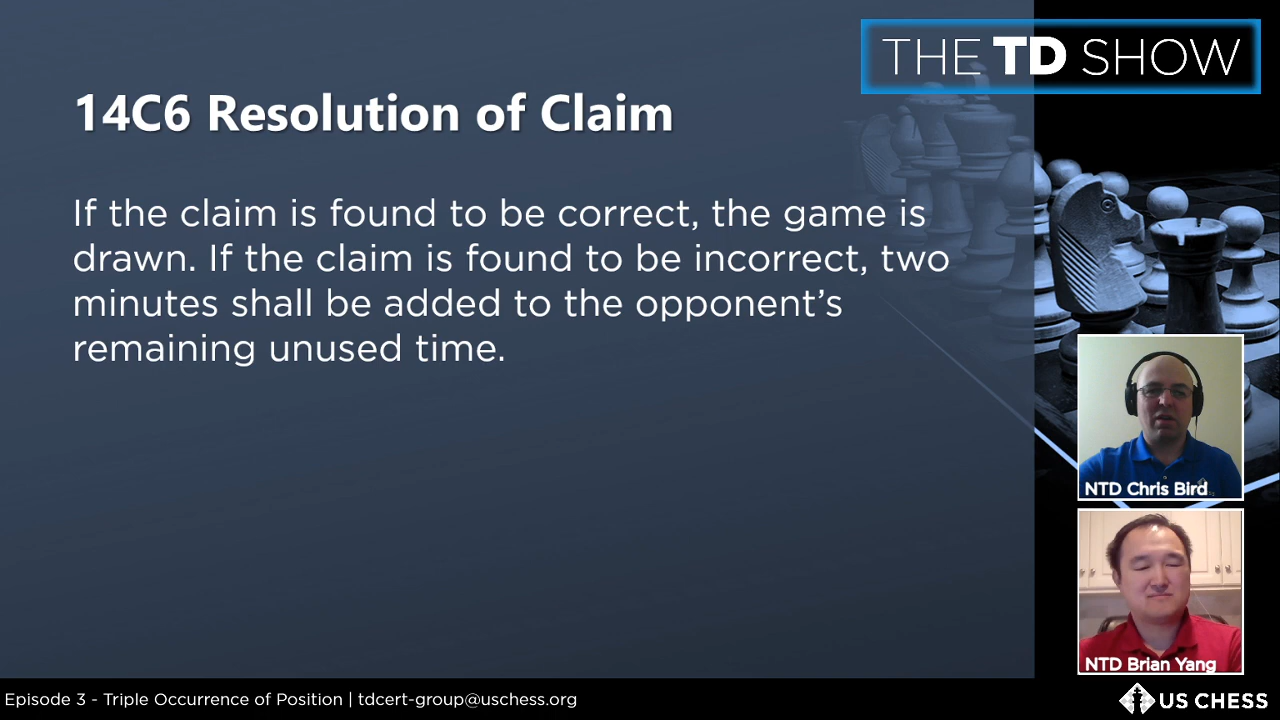 THE TD SHOW
14C6 Resolution of Claim
If the claim is found to be correct, the game is
drawn. If the claim is found to be incorrect, two
minutes shall be added to the opponent’s
remaining unused time.
NTD Chris Bird
NTD Brian Yang
Episode 3 - Triple Occurrence of Position | tdcert-group@uschess.org
US CHESS